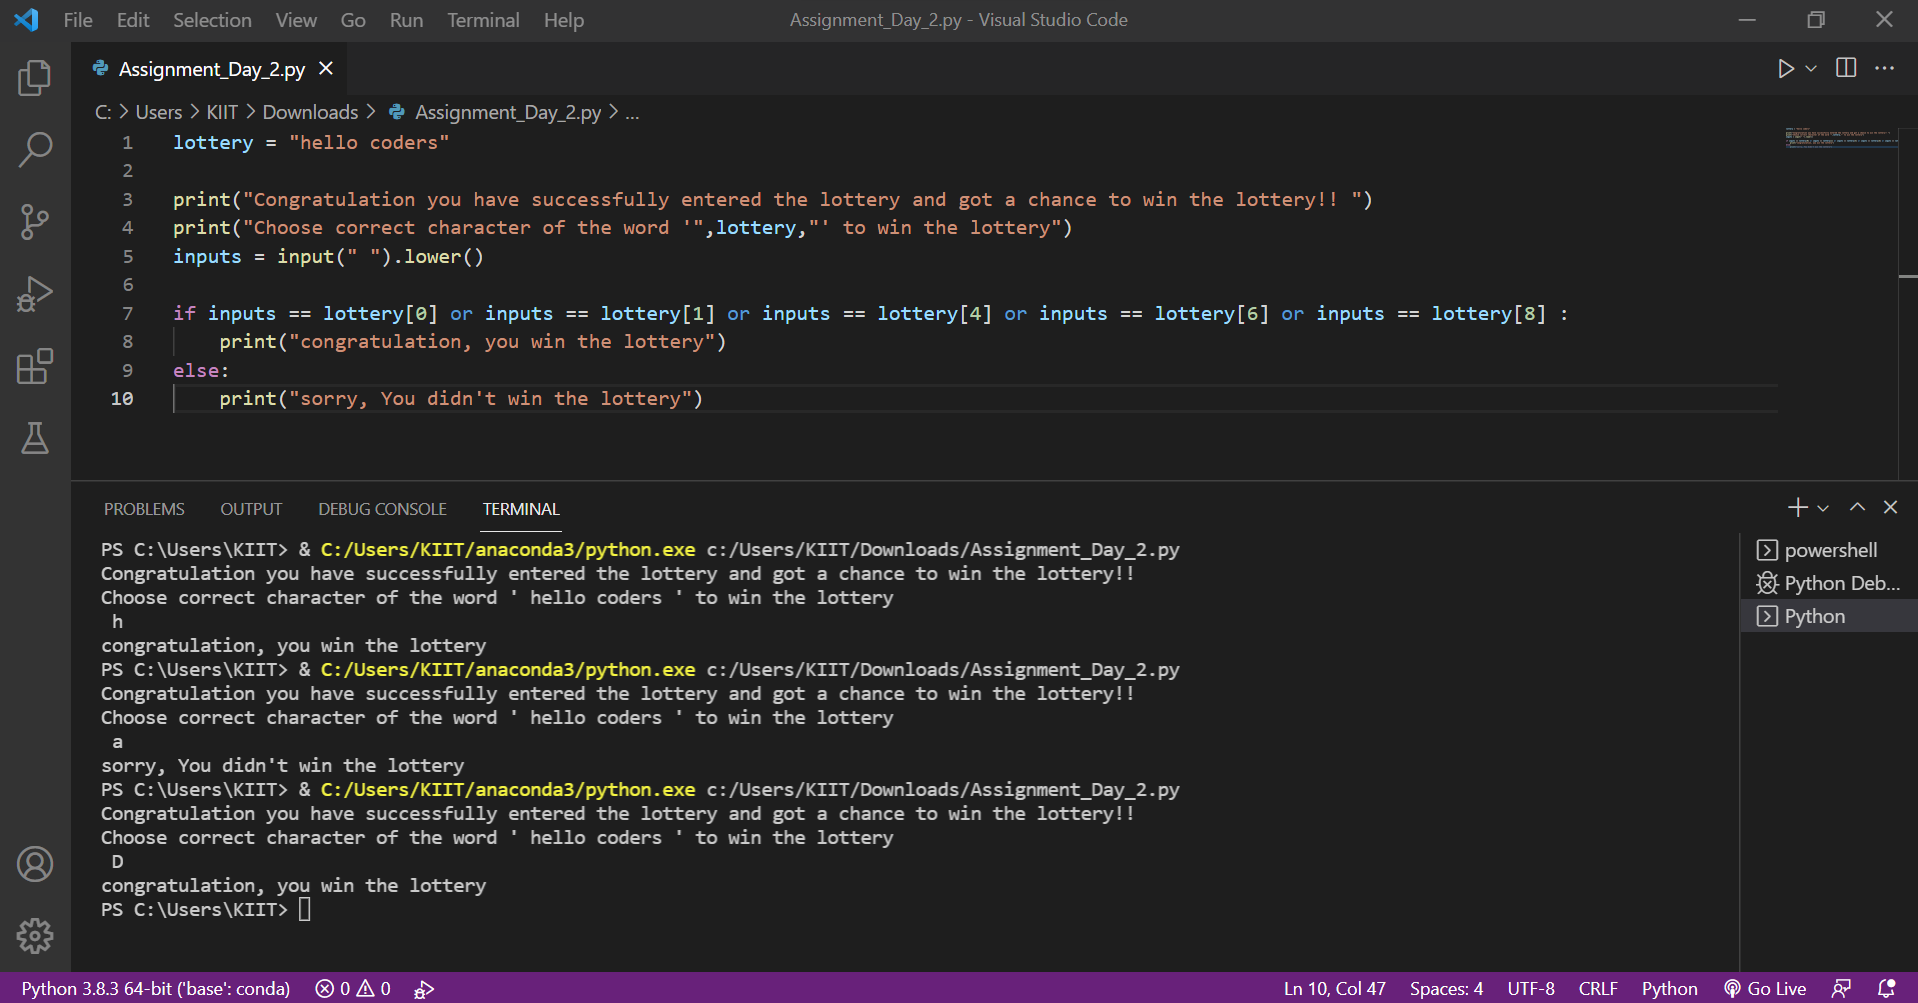 File Edit Selection View Go Run Terminal Help Assignment_Day_2.py - Visual Studio Code
Assignment_Day_2.py
C: > Users > KIIT > Downloads > Assignment_Day_2.py > ...
1 lottery = "hello coders"
2
3 print("Congratulation you have successfully entered the lottery and got a chance to win the lottery!! ")
4 print("Choose correct character of the word '",lottery,"' to win the lottery")
5 inputs = input(" ").lower()
6
7 if inputs == lottery[0] or inputs == lottery[1] or inputs == lottery[4] or inputs == lottery[6] or inputs == lottery[8] :
8 print("congratulation, you win the lottery")
9 else:
10 print("sorry, You didn't win the lottery")
PROBLEMS OUTPUT DEBUG CONSOLE TERMINAL
PS C:\Users\KIIT> & C:/Users/KIIT/anaconda3/python.exe c:/Users/KIIT/Downloads/Assignment_Day_2.py
Congratulation you have successfully entered the lottery and got a chance to win the lottery!!
Choose correct character of the word ' hello coders ' to win the lottery
h
congratulation, you win the lottery
PS C:\Users\KIIT> & C:/Users/KIIT/anaconda3/python.exe c:/Users/KIIT/Downloads/Assignment_Day_2.py
Congratulation you have successfully entered the lottery and got a chance to win the lottery!!
Choose correct character of the word ' hello coders ' to win the lottery
a
sorry, You didn't win the lottery
PS C:\Users\KIIT> & C:/Users/KIIT/anaconda3/python.exe c:/Users/KIIT/Downloads/Assignment_Day_2.py
Congratulation you have successfully entered the lottery and got a chance to win the lottery!!
Choose correct character of the word ' hello coders ' to win the lottery
D
congratulation, you win the lottery
PS C:\Users\KIIT>
powershell
Python Deb...
Python
Python 3.8.3 64-bit ('base': conda) 0 0 Ln 10, Col 47 Spaces: 4 UTF-8 CRLF Python Go Live